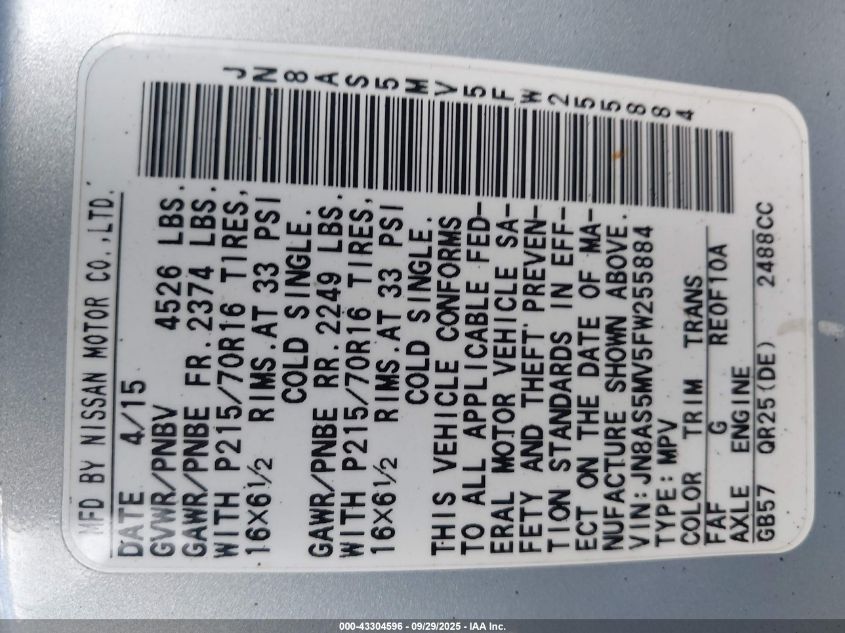 MFD BY NISSAN MOTOR CO.,LTD.
DATE 4/15
GVWR/PNBV 4526 LBS.
GAWR/PNBE FR.2374 LBS.
WITH P215/70R16 TIRES,
16×6½ RIMS.AT 33 PSI
COLD SINGLE.
GAWR/PNBE RR.2249 LBS.
WITH P215/70R16 TIRES,
16×6½ RIMS.AT 33 PSI
COLD SINGLE.
THIS VEHICLE CONFORMS
TO ALL APPLICABLE FED-
ERAL MOTOR VEHICLE SA-
FETY AND THEFT PREVEN-
TION STANDARDS IN EFF-
ECT ON THE DATE OF MA-
NUFACTURE SHOWN ABOVE.
VIN: JN8AS5MV5FW255884
TYPE: MPV
COLOR TRIM TRANS
FAF G RE0F10A
AXLE ENGINE
GB57 QR25(DE) 2488CC
JN8AS5MV5FW255884
000-43304596 - 09/29/2025 - IAA Inc.